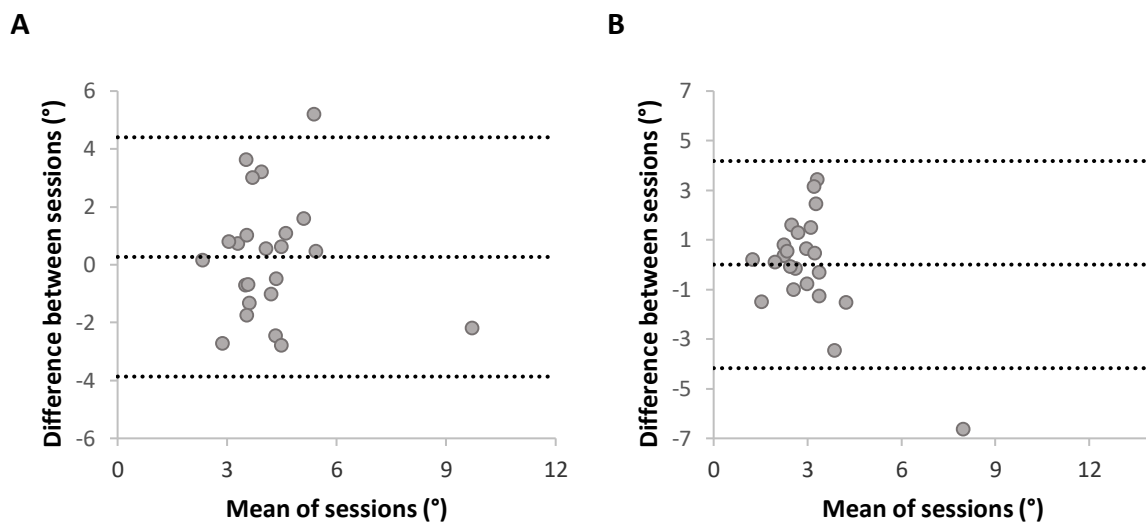 A
Difference between sessions (°)
6
4
2
0
-2
-4
-6
0 3 6 9 12
Mean of sessions (°)
B
Difference between sessions (°)
7
5
3
1
-1
-3
-5
-7
0 3 6 9 12
Mean of sessions (°)